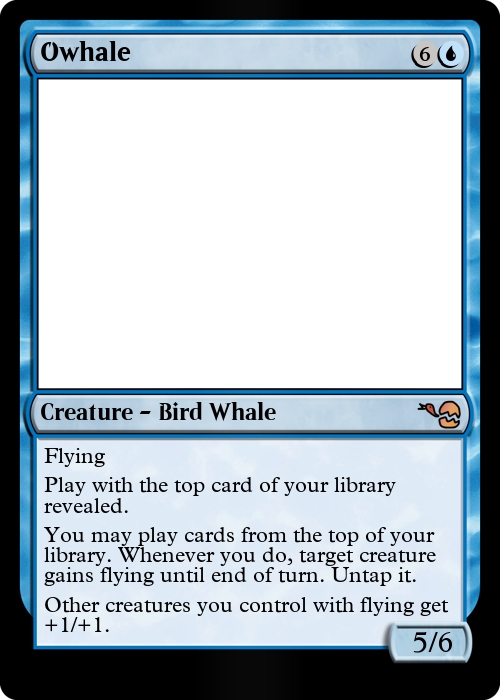 Owhale
6
Creature – Bird Whale
Flying
Play with the top card of your library
revealed.
You may play cards from the top of your
library. Whenever you do, target creature
gains flying until end of turn. Untap it.
Other creatures you control with flying get
+1/+1.
5/6